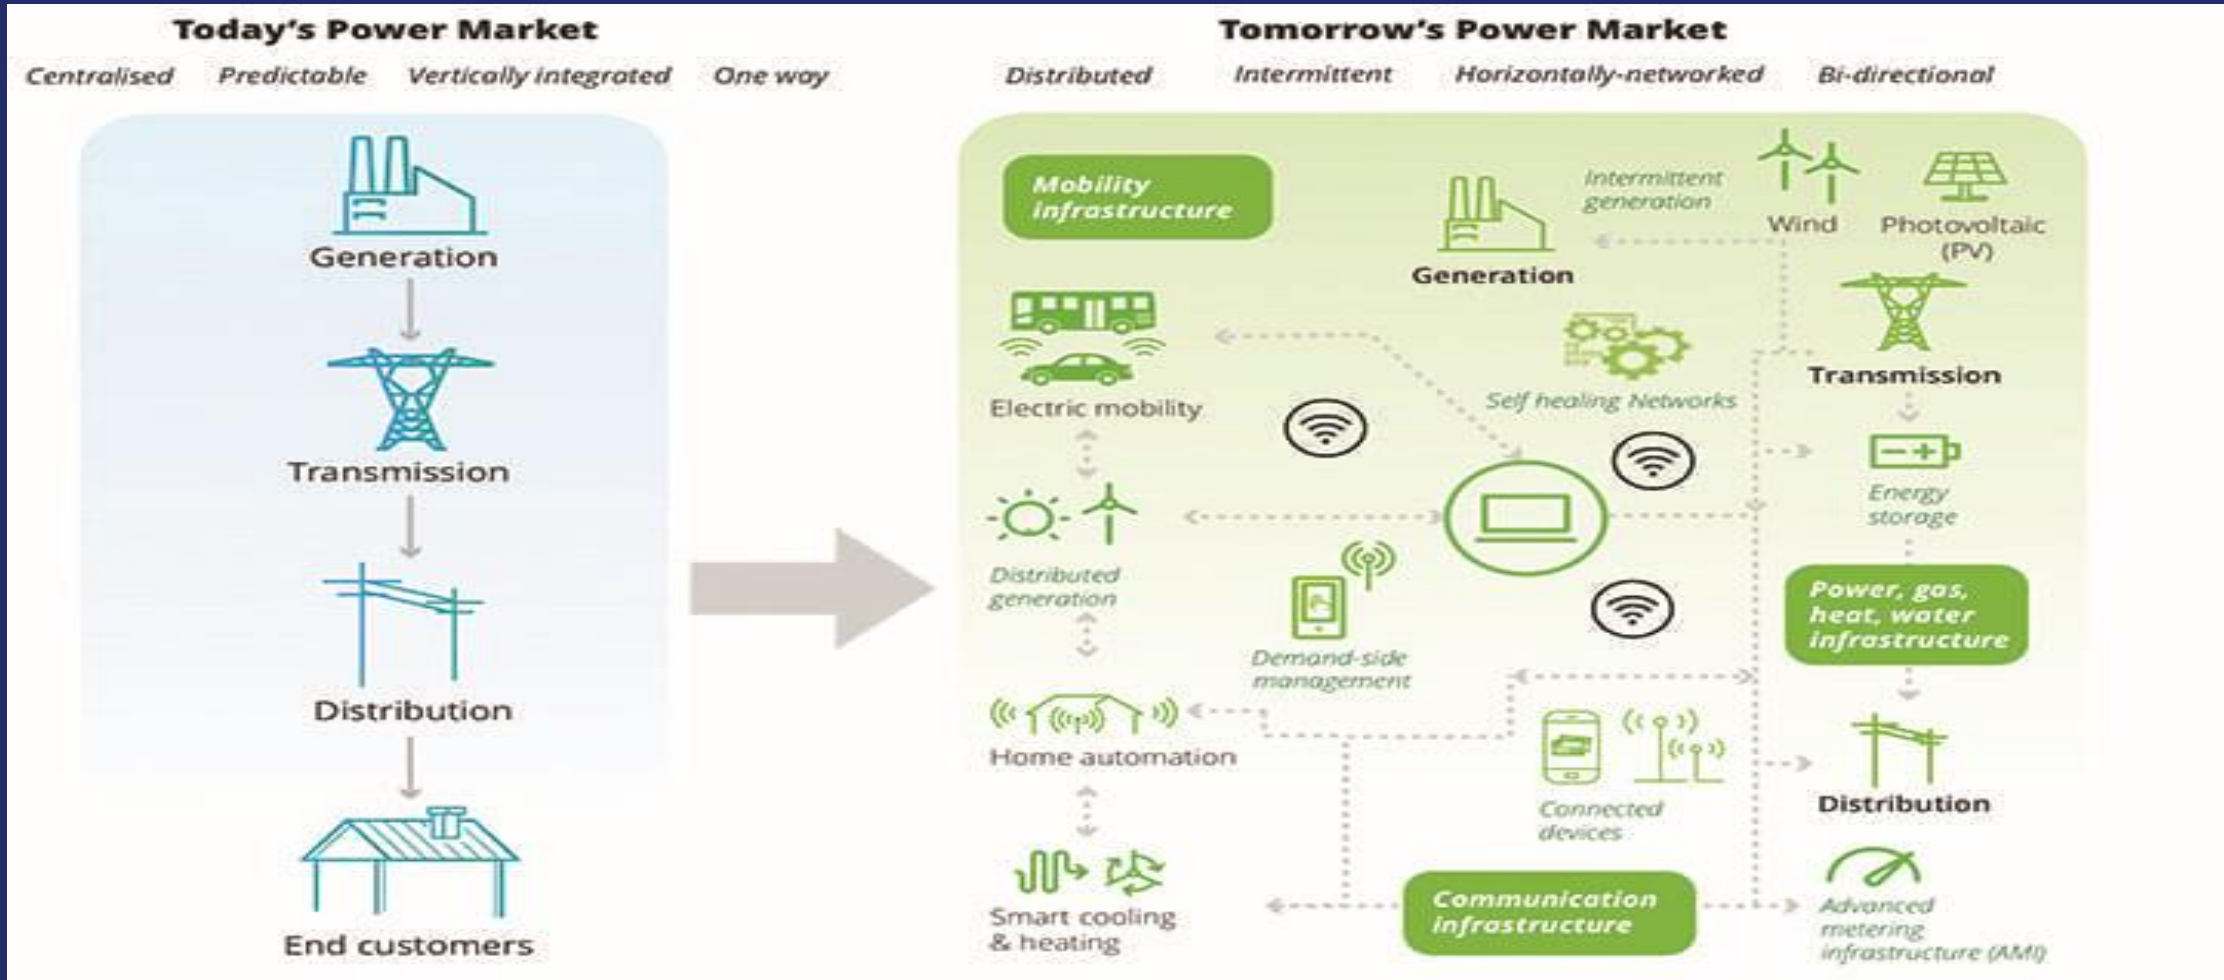 Today's Power Market
Centralised Predictable Vertically integrated One way
Generation
Transmission
Distribution
End customers
Tomorrow's Power Market
Distributed Intermittent Horizontally-networked Bi-directional
Mobility
infrastructure
Generation
Intermittent
generation
Wind
Photovoltaic
(PV)
Electric mobility
Self healing Networks
Transmission
Energy
storage
Distributed
generation
Demand-side
management
Power, gas,
heat, water
infrastructure
Home automation
Connected
devices
Distribution
Smart cooling
& heating
Communication
infrastructure
Advanced
metering
infrastructure (AMI)